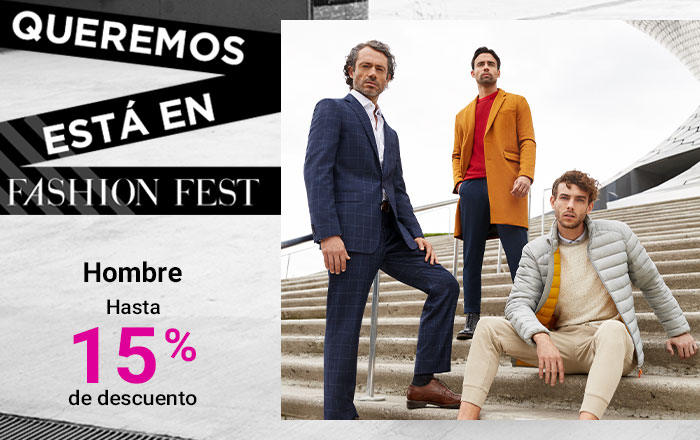 QUEREMOS
ESTÁ EN
FASHION FEST
Hombre
Hasta
15%
de descuento